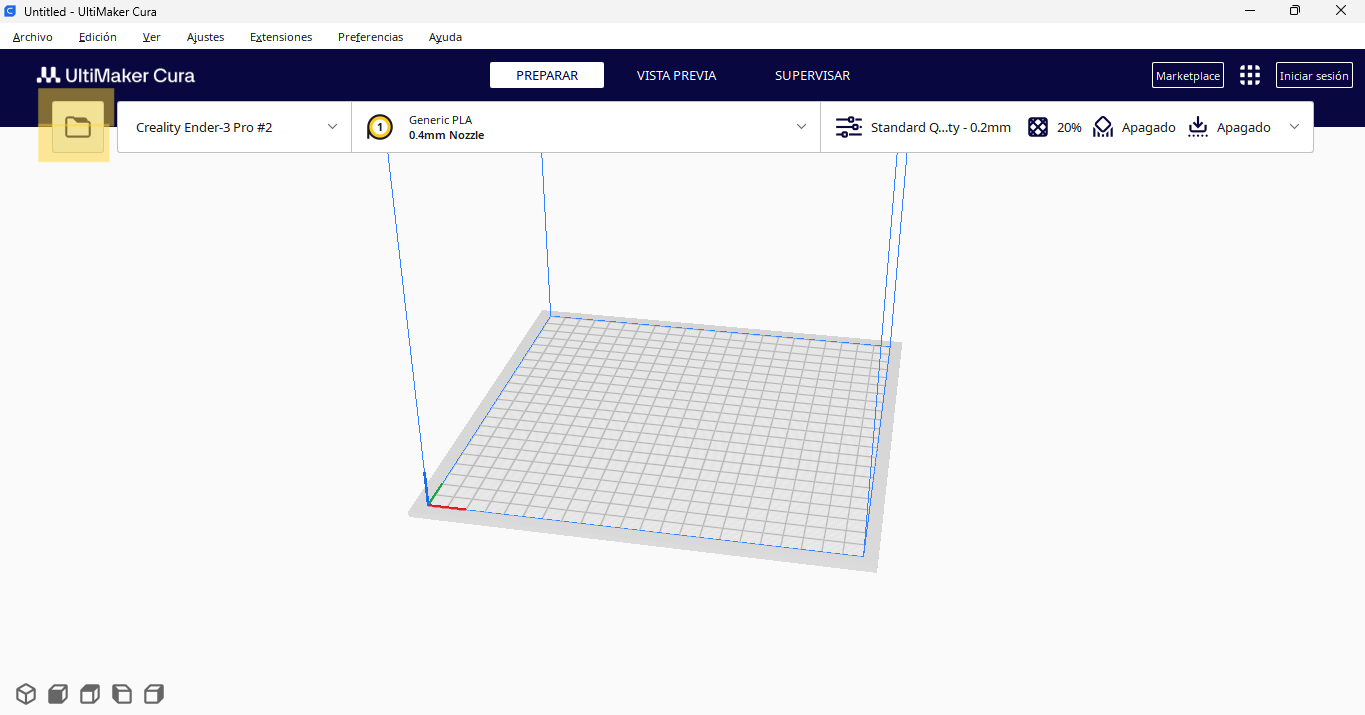 Untitled - UltiMaker Cura
Archivo Edición Ver Ajustes Extensiones Preferencias Ayuda
UltiMaker Cura PREPARAR VISTA PREVIA SUPERVISAR Marketplace Iniciar sesión
Creality Ender-3 Pro #2
1
Generic PLA
0.4mm Nozzle
Standard Q...ty - 0.2mm 20% Apagado Apagado